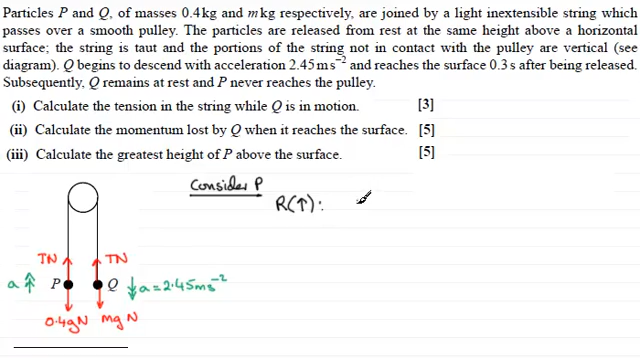 Particles P and Q, of masses 0.4 kg and m kg respectively, are joined by a light inextensible string which
passes over a smooth pulley. The particles are released from rest at the same height above a horizontal
surface; the string is taut and the portions of the string not in contact with the pulley are vertical (see
diagram). Q begins to descend with acceleration 2.45 m s⁻² and reaches the surface 0.3 s after being released.
Subsequently, Q remains at rest and P never reaches the pulley.
(i) Calculate the tension in the string while Q is in motion. [3]
(ii) Calculate the momentum lost by Q when it reaches the surface. [5]
(iii) Calculate the greatest height of P above the surface. [5]
Consider P
R(↑):
TN TN
a P Q a = 2.45ms⁻²
0.4gN mgN